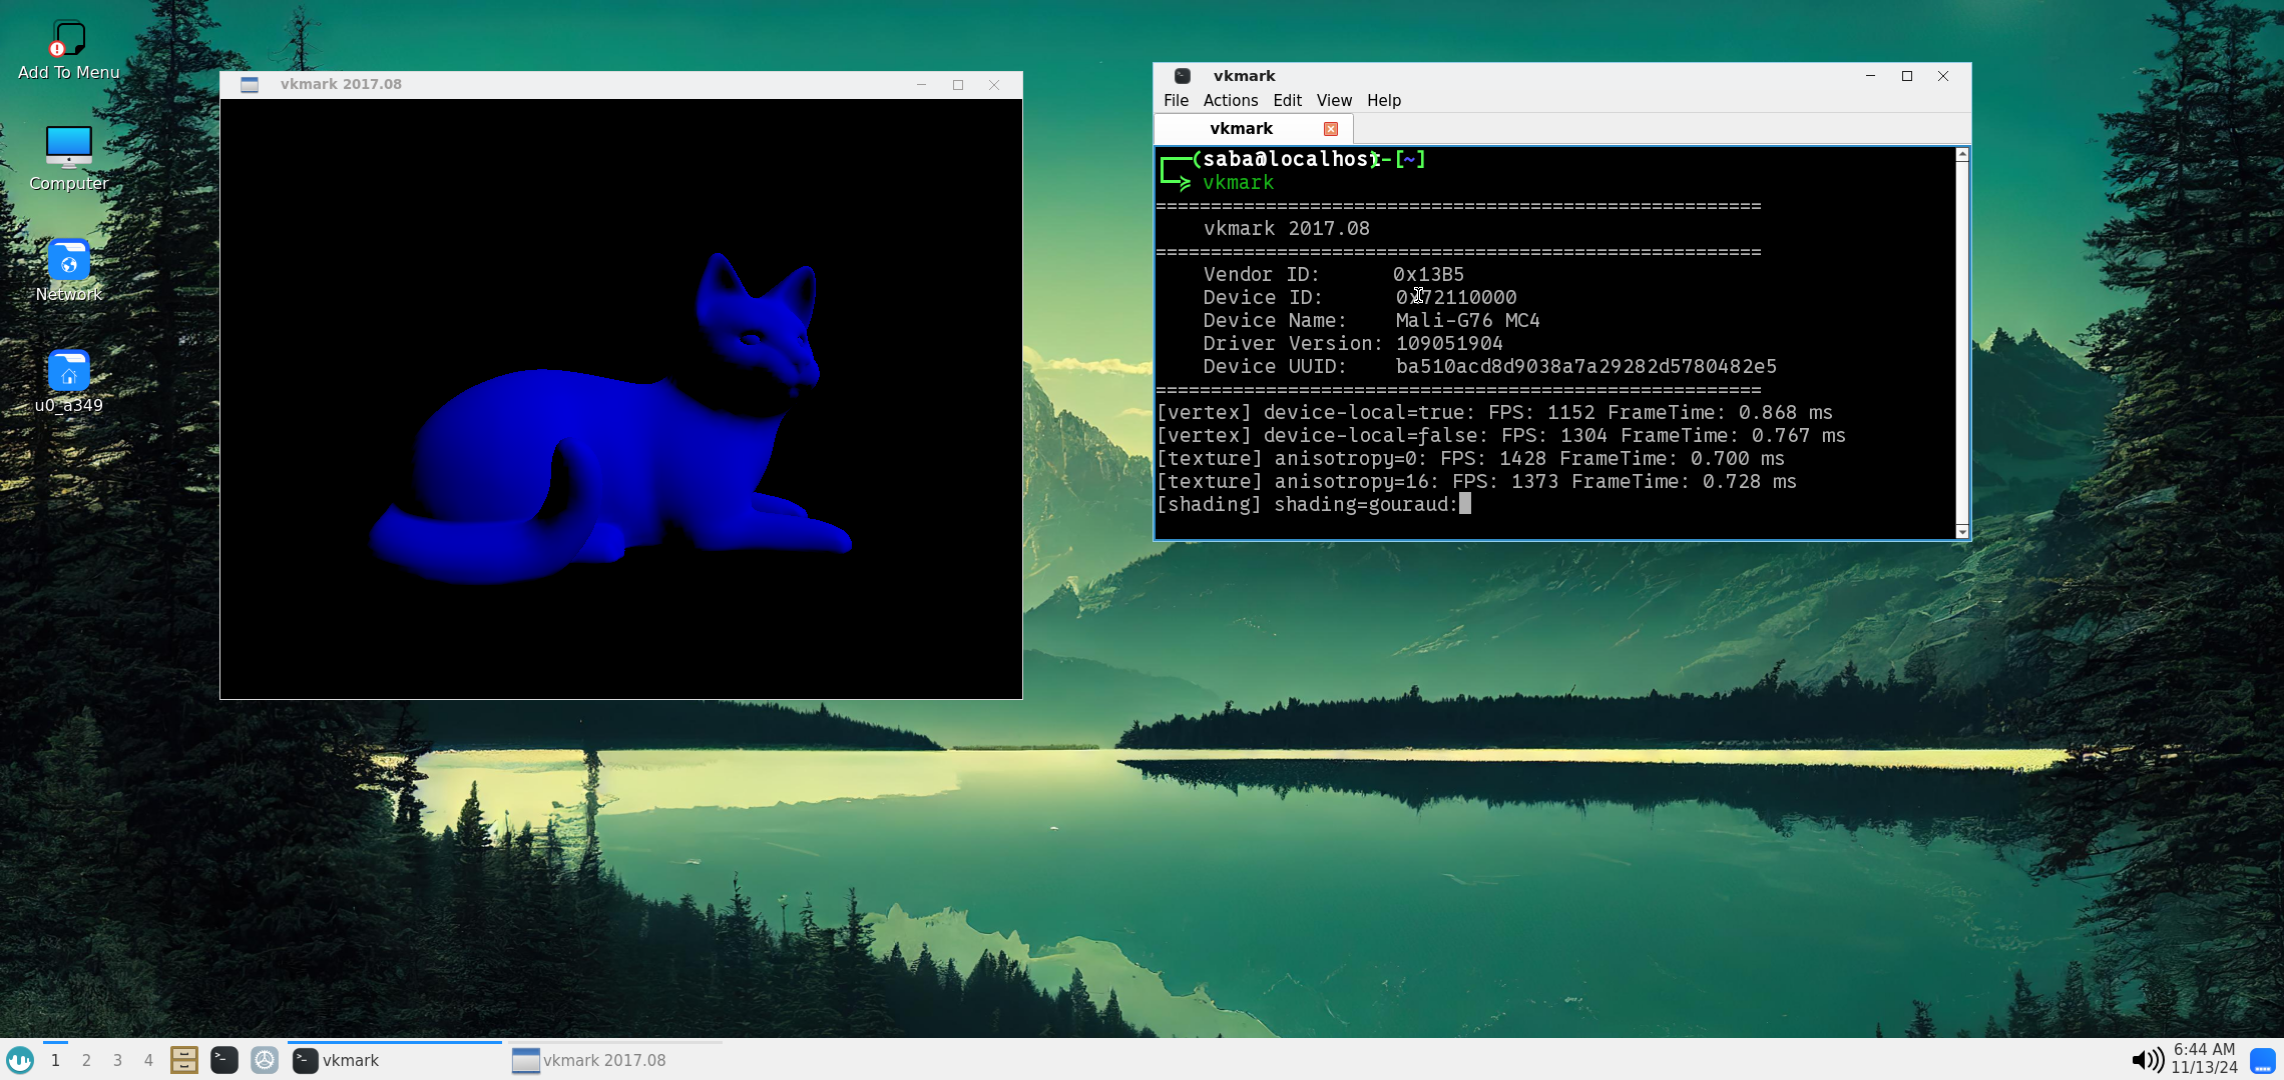 Add To Menu
Computer
Network
u0_a349
vkmark 2017.08
vkmark
File Actions Edit View Help
vkmark
(saba@localhost)-[~]
vkmark
=====================================================
vkmark 2017.08
=====================================================
Vendor ID: 0x13B5
Device ID: 0x72110000
Device Name: Mali-G76 MC4
Driver Version: 109051904
Device UUID: ba510acd8d9038a7a29282d5780482e5
=====================================================
[vertex] device-local=true: FPS: 1152 FrameTime: 0.868 ms
[vertex] device-local=false: FPS: 1304 FrameTime: 0.767 ms
[texture] anisotropy=0: FPS: 1428 FrameTime: 0.700 ms
[texture] anisotropy=16: FPS: 1373 FrameTime: 0.728 ms
[shading] shading=gouraud:
1 2 3 4 vkmark vkmark 2017.08
6:44 AM
11/13/24